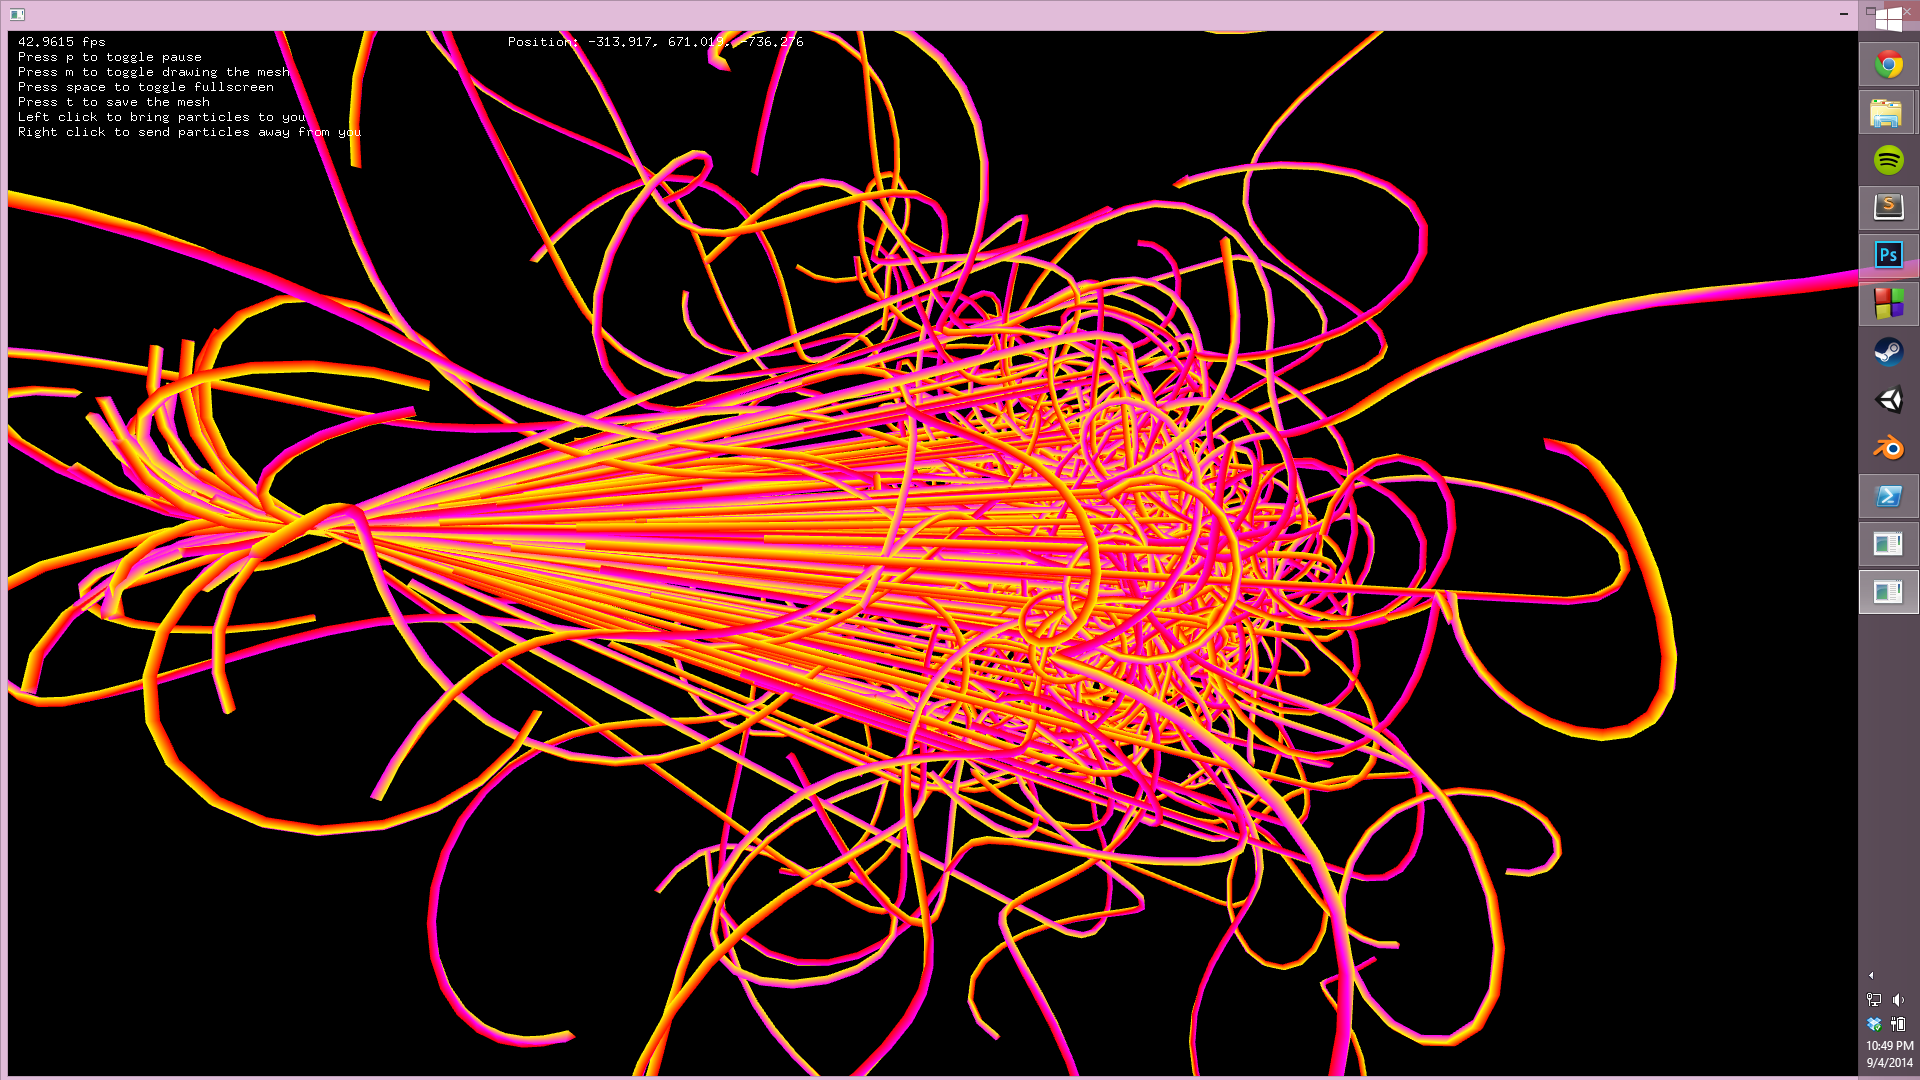 42.9615 fps
Position: -313.917, 671.019, -736.276
Press p to toggle pause
Press m to toggle drawing the mesh
Press space to toggle fullscreen
Press t to save the mesh
Left click to bring particles to you
Right click to send particles away from you
S
Ps
10:49 PM
9/4/2014